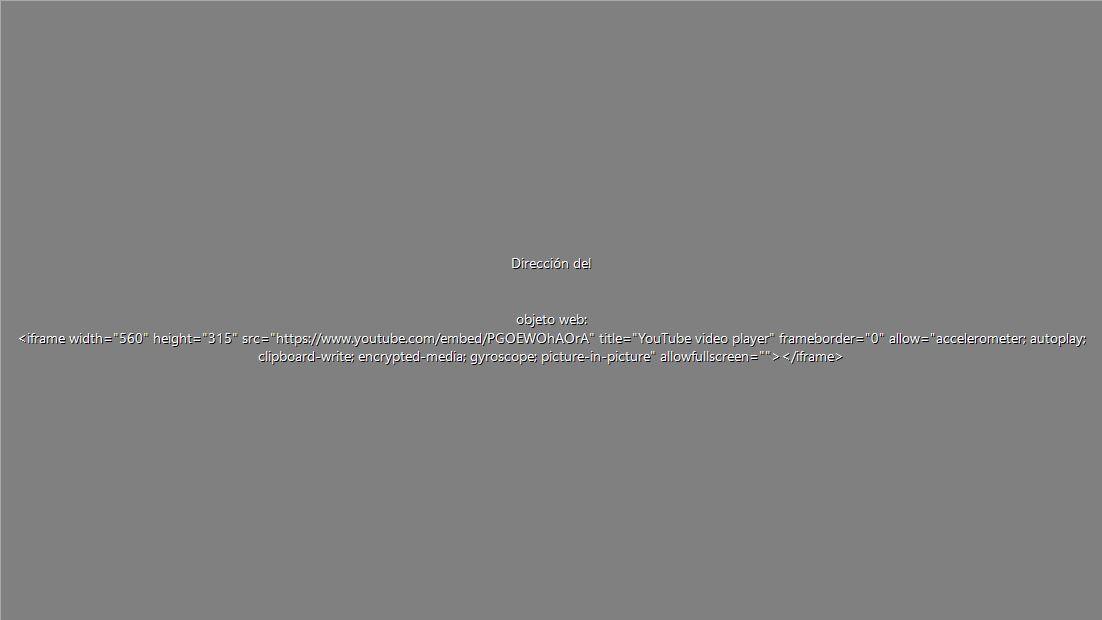 Dirección del
objeto web:
<iframe width="560" height="315" src="https://www.youtube.com/embed/PGOEWOhAOrA" title="YouTube video player" frameborder="0" allow="accelerometer; autoplay;
clipboard-write; encrypted-media; gyroscope; picture-in-picture" allowfullscreen=""></iframe>